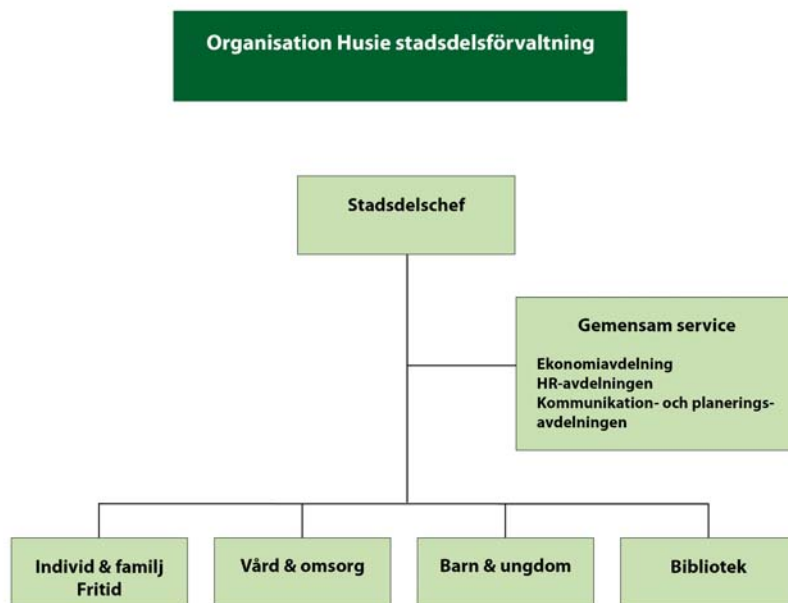 Organisation Husie stadsdelsförvaltning
Stadsdelschef
Gemensam service
Ekonomiavdelning
HR-avdelningen
Kommunikation- och planerings-
avdelningen
Individ & familj
Fritid
Vård & omsorg
Barn & ungdom
Bibliotek